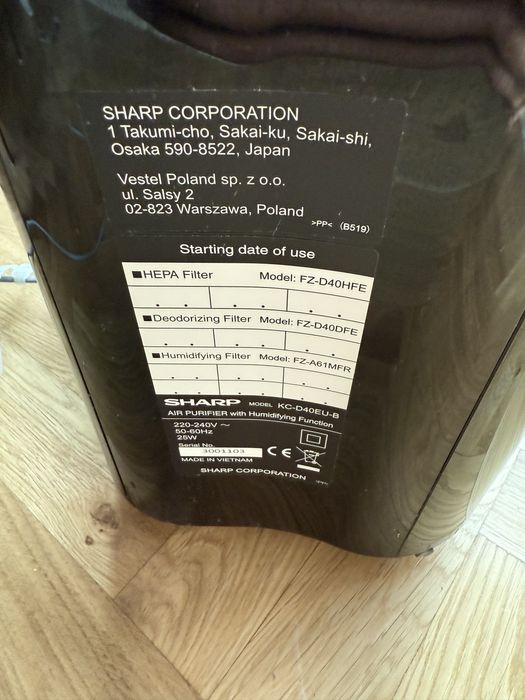 SHARP CORPORATION
1 Takumi-cho, Sakai-ku, Sakai-shi,
Osaka 590-8522, Japan
Vestel Poland sp. z o.o.
ul. Salsy 2
02-823 Warszawa, Poland
>PP< (B519)
Starting date of use
■HEPA Filter Model: FZ-D40HFE
■Deodorizing Filter Model: FZ-D40DFE
■Humidifying Filter Model: FZ-A61MFR
SHARP MODEL KC-D40EU-B
AIR PURIFIER with Humidifying Function
220-240V ~
50-60Hz
25W
Serial No.
3001103
CE
MADE IN VIETNAM
SHARP CORPORATION